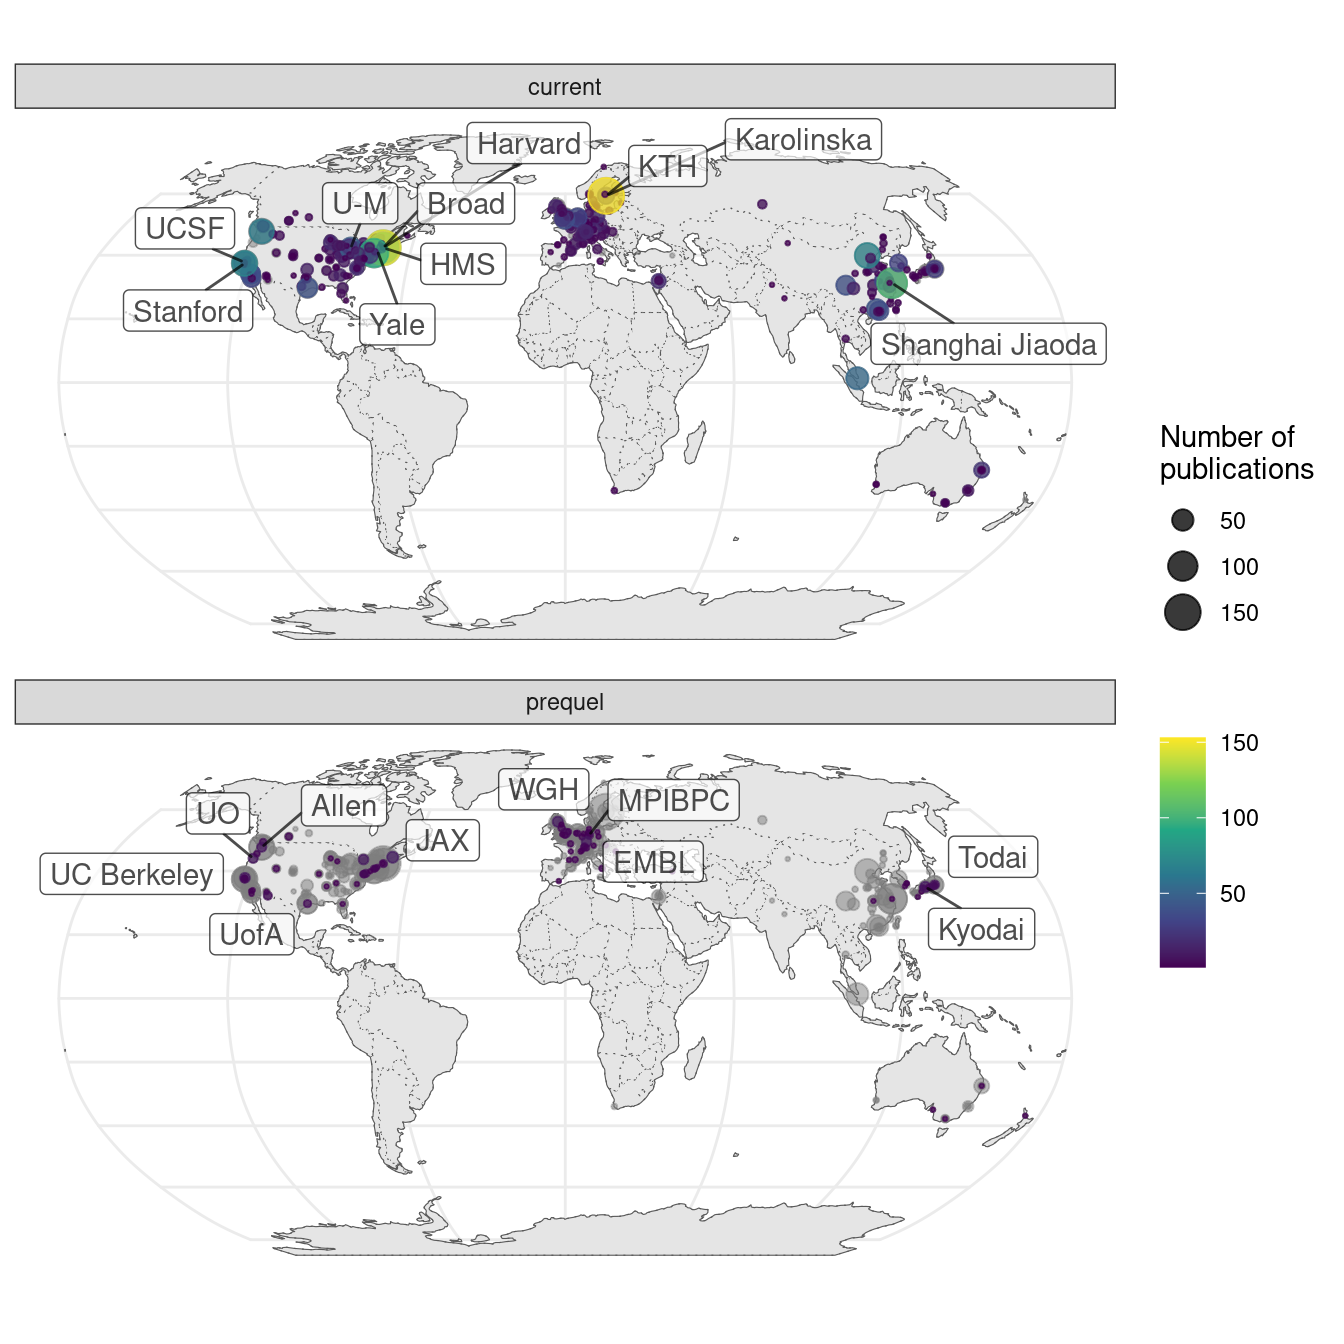 current
Harvard
Karolinska
KTH
U-M
Broad
UCSF
HMS
Stanford
Yale
Shanghai Jiaoda
Number of
publications
50
100
150
prequel
150
100
50
WGH
MPIBPC
UO
Allen
JAX
UC Berkeley
EMBL
Todai
UofA
Kyodai